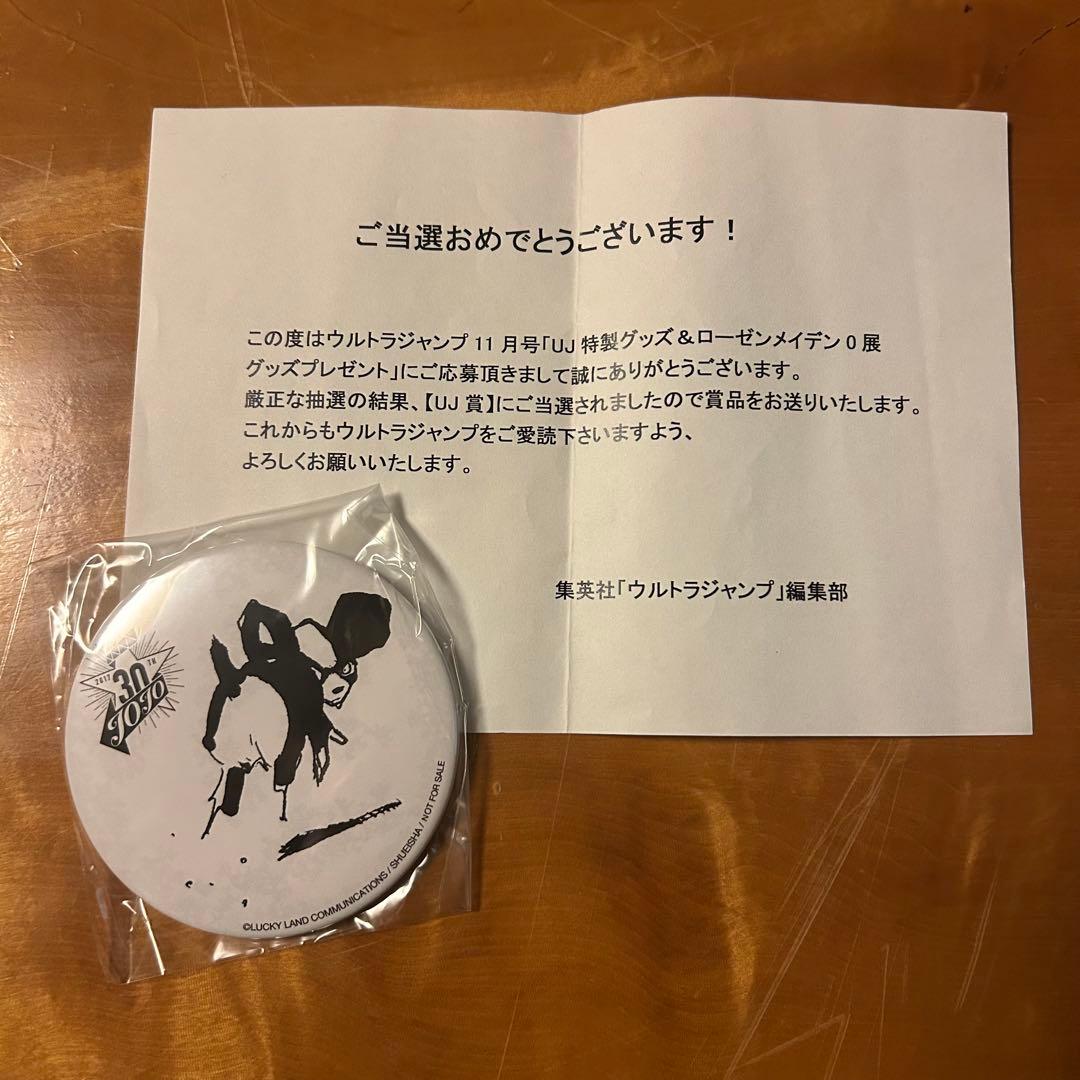 ご当選おめでとうございます！
この度はウルトラジャンプ 11 月号「UJ 特製グッズ＆ローゼンメイデン 0 展
グッズプレゼント」にご応募頂きまして誠にありがとうございます。
厳正な抽選の結果、【UJ 賞】にご当選されましたので賞品をお送りいたします。
これからもウルトラジャンプをご愛読下さいますよう、
よろしくお願いいたします。
集英社「ウルトラジャンプ」編集部
2017 30TH
JOJO
©LUCKY LAND COMMUNICATIONS / SHUEISHA / NOT FOR SALE